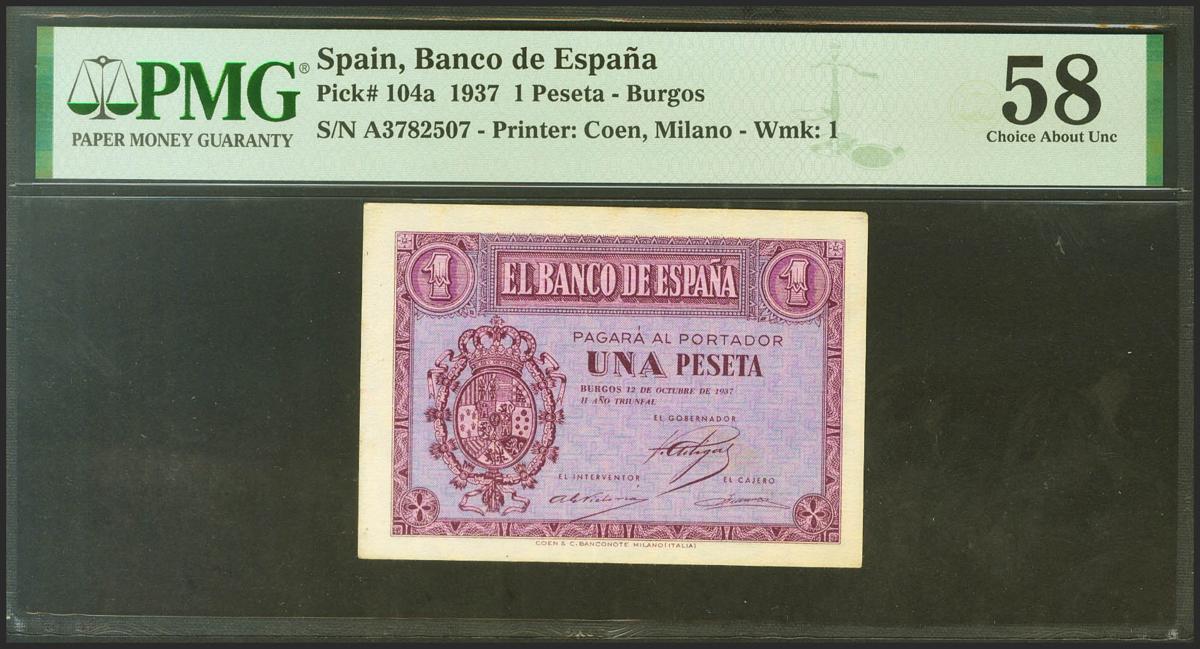 PMG®
PAPER MONEY GUARANTY
Spain, Banco de España
Pick# 104a 1937 1 Peseta - Burgos
S/N A3782507 - Printer: Coen, Milano - Wmk: 1
58
Choice About Unc
1
EL BANCO DE ESPAÑA
1
PAGARÁ AL PORTADOR
UNA PESETA
BURGOS 12 DE OCTUBRE DE 1937
II AÑO TRIUNFAL
EL GOBERNADOR
EL INTERVENTOR
EL CAJERO
COEN & C. BANCONOTE MILANO (ITALIA)